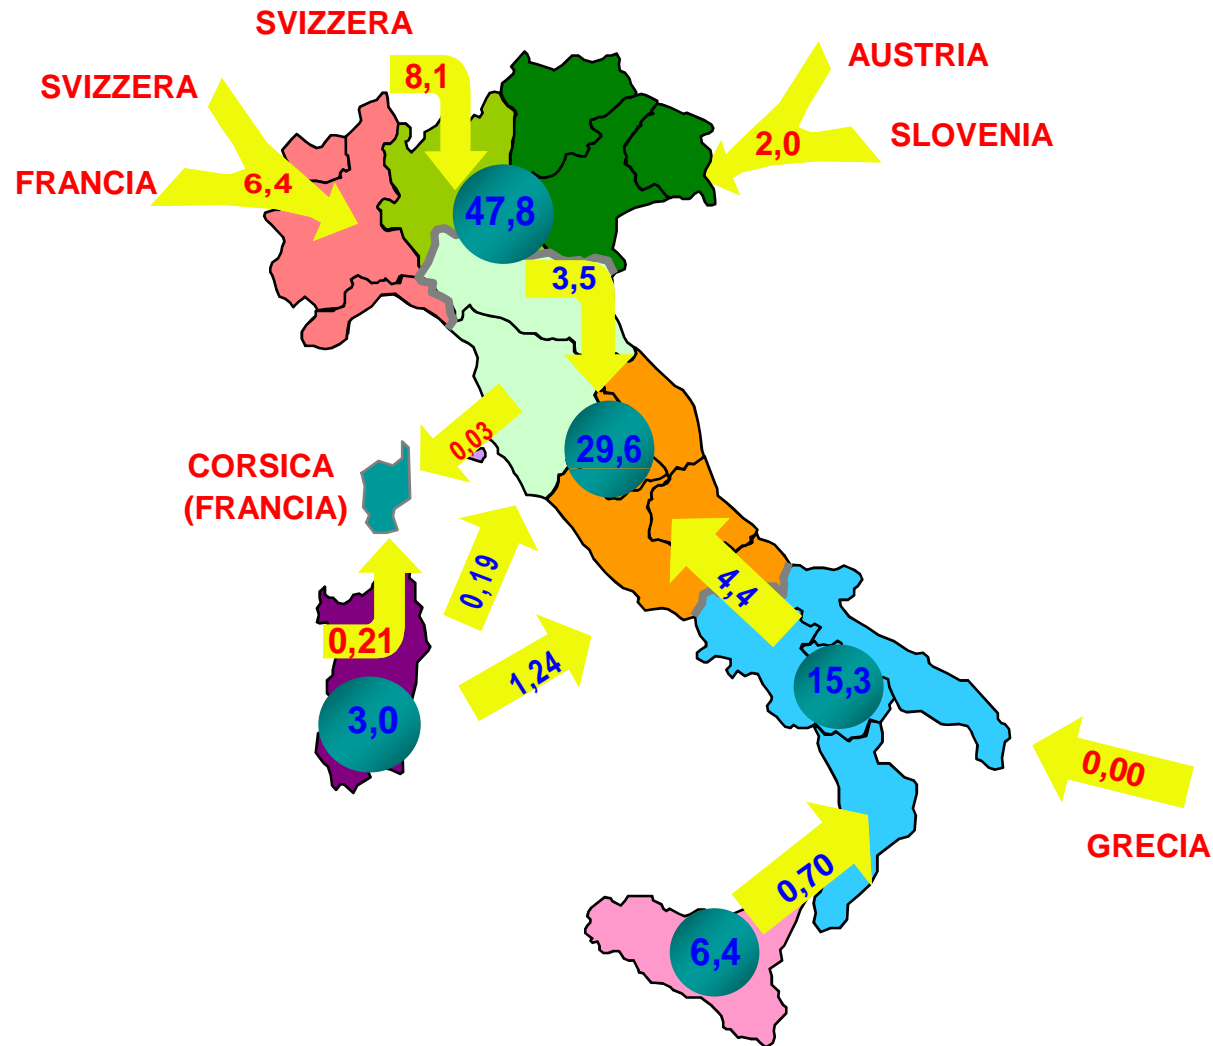 SVIZZERA
8,1
AUSTRIA
SVIZZERA
2,0
SLOVENIA
FRANCIA
6,4
47,8
3,5
0,03
29,6
CORSICA
(FRANCIA)
0,19
4,4
0,21
1,24
15,3
3,0
0,00
GRECIA
0,70
6,4